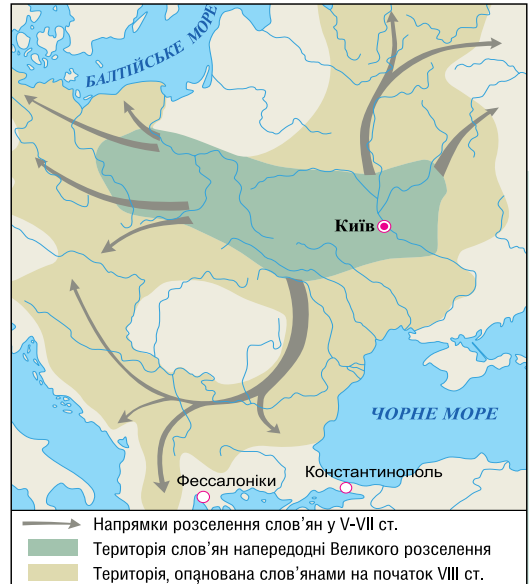 БАЛТІЙСЬКЕ МОРЕ
Київ
ЧОРНЕ МОРЕ
Фессалоніки
Константинополь
Напрямки розселення слов’ян у V-VII ст.
Територія слов’ян напередодні Великого розселення
Територія, опанована слов’янами на початок VIII ст.